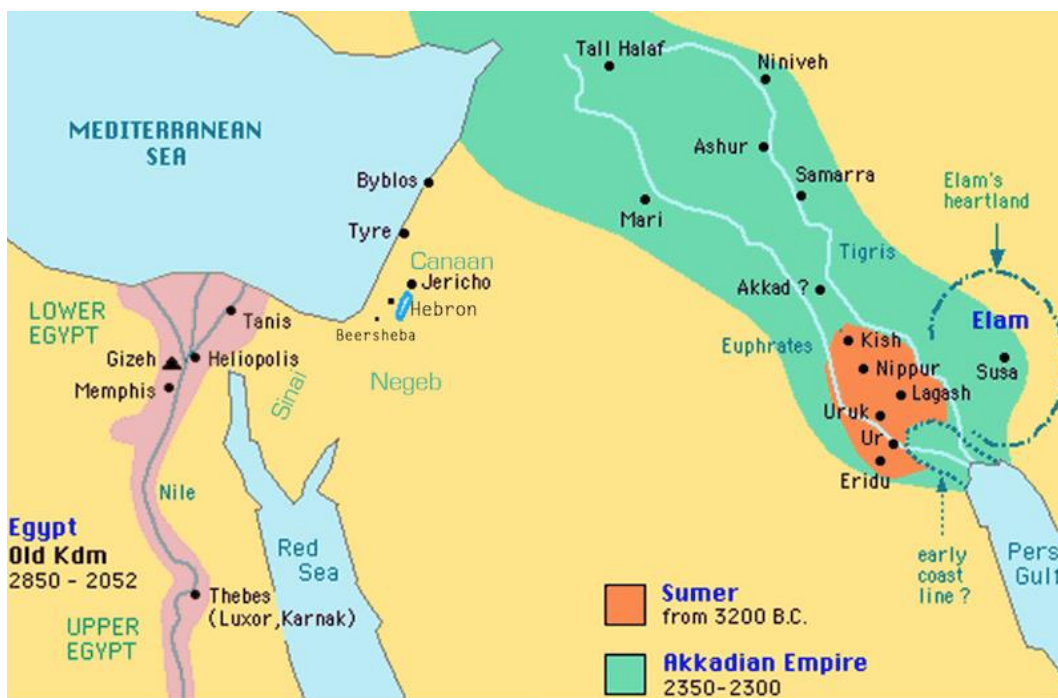 Tall Halaf
Niniveh
MEDITERRANEAN
SEA
Ashur
Byblos
Samarra
Elam's
heartland
Mari
Tyre
Canaan
Tigris
Jericho
Akkad ?
Hebron
LOWER
EGYPT
Tanis
Beersheba
Elam
Kish
Euphrates
Gizeh
Heliopolis
Nippur
Susa
Negeb
Sinai
Memphis
Lagash
Uruk
Ur
Eridu
Nile
Egypt
Old Kdm
2850 - 2052
Red
Sea
early
coast
line ?
Pers
Gulf
Thebes
(Luxor,Karnak)
Sumer
from 3200 B.C.
UPPER
EGYPT
Akkadian Empire
2350-2300